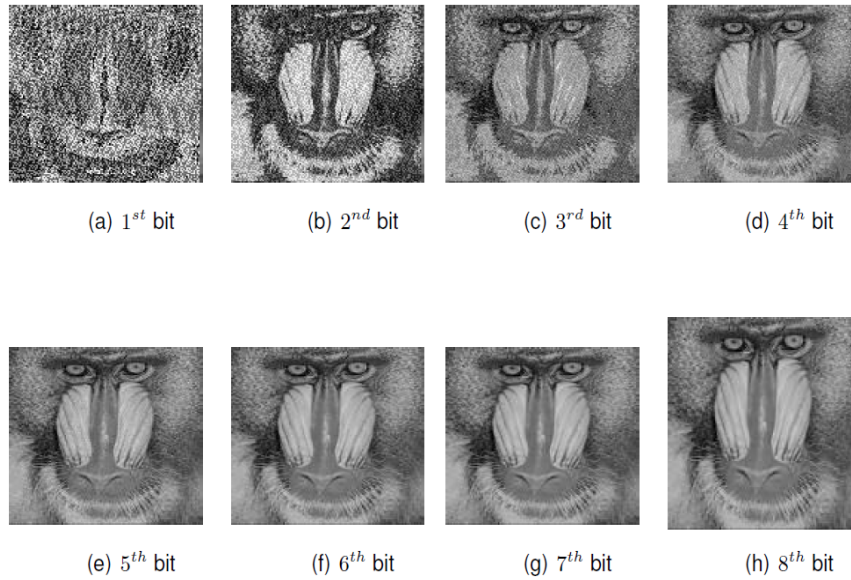 (a) 1st bit
(b) 2nd bit
(c) 3rd bit
(d) 4th bit
(e) 5th bit
(f) 6th bit
(g) 7th bit
(h) 8th bit